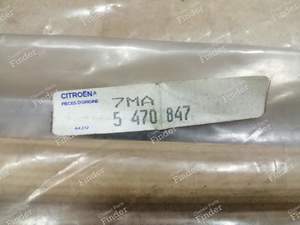 CITROËN
PIECES D'ORIGINE
7MA
5 470 847